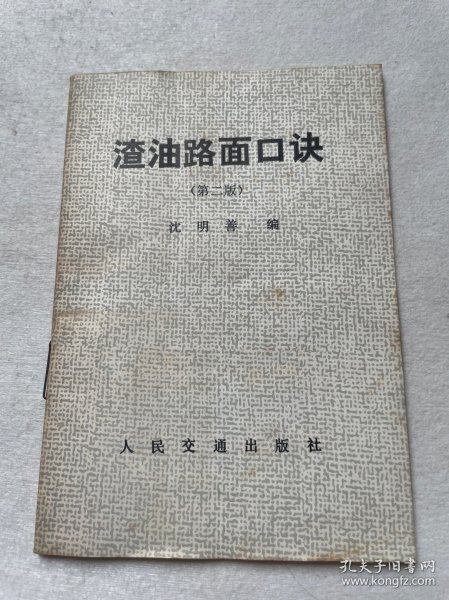 渣油路面口诀
（第二版）
沈明善 编
人民交通出版社
孔夫子旧书网
www.kongfz.com